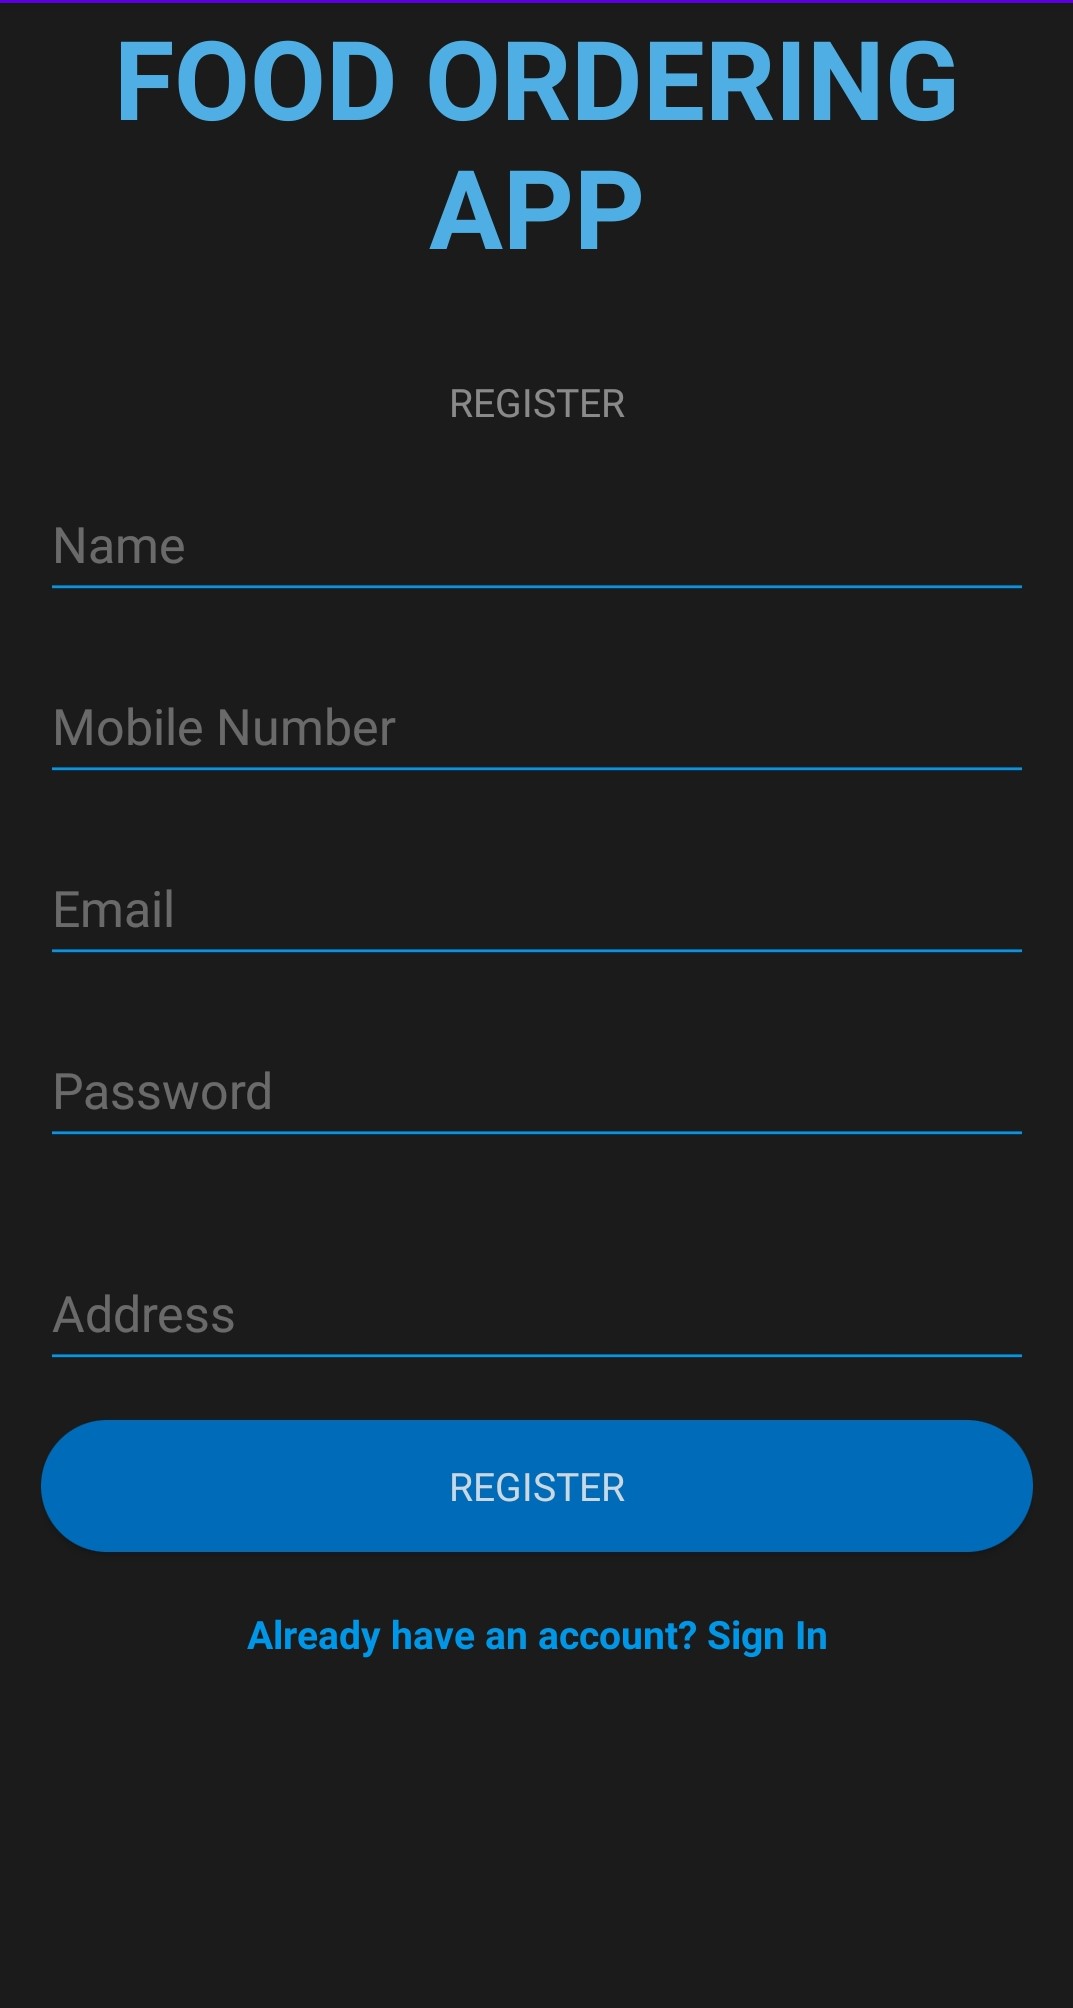 FOOD ORDERING
APP
REGISTER
Name
Mobile Number
Email
Password
Address
REGISTER
Already have an account? Sign In